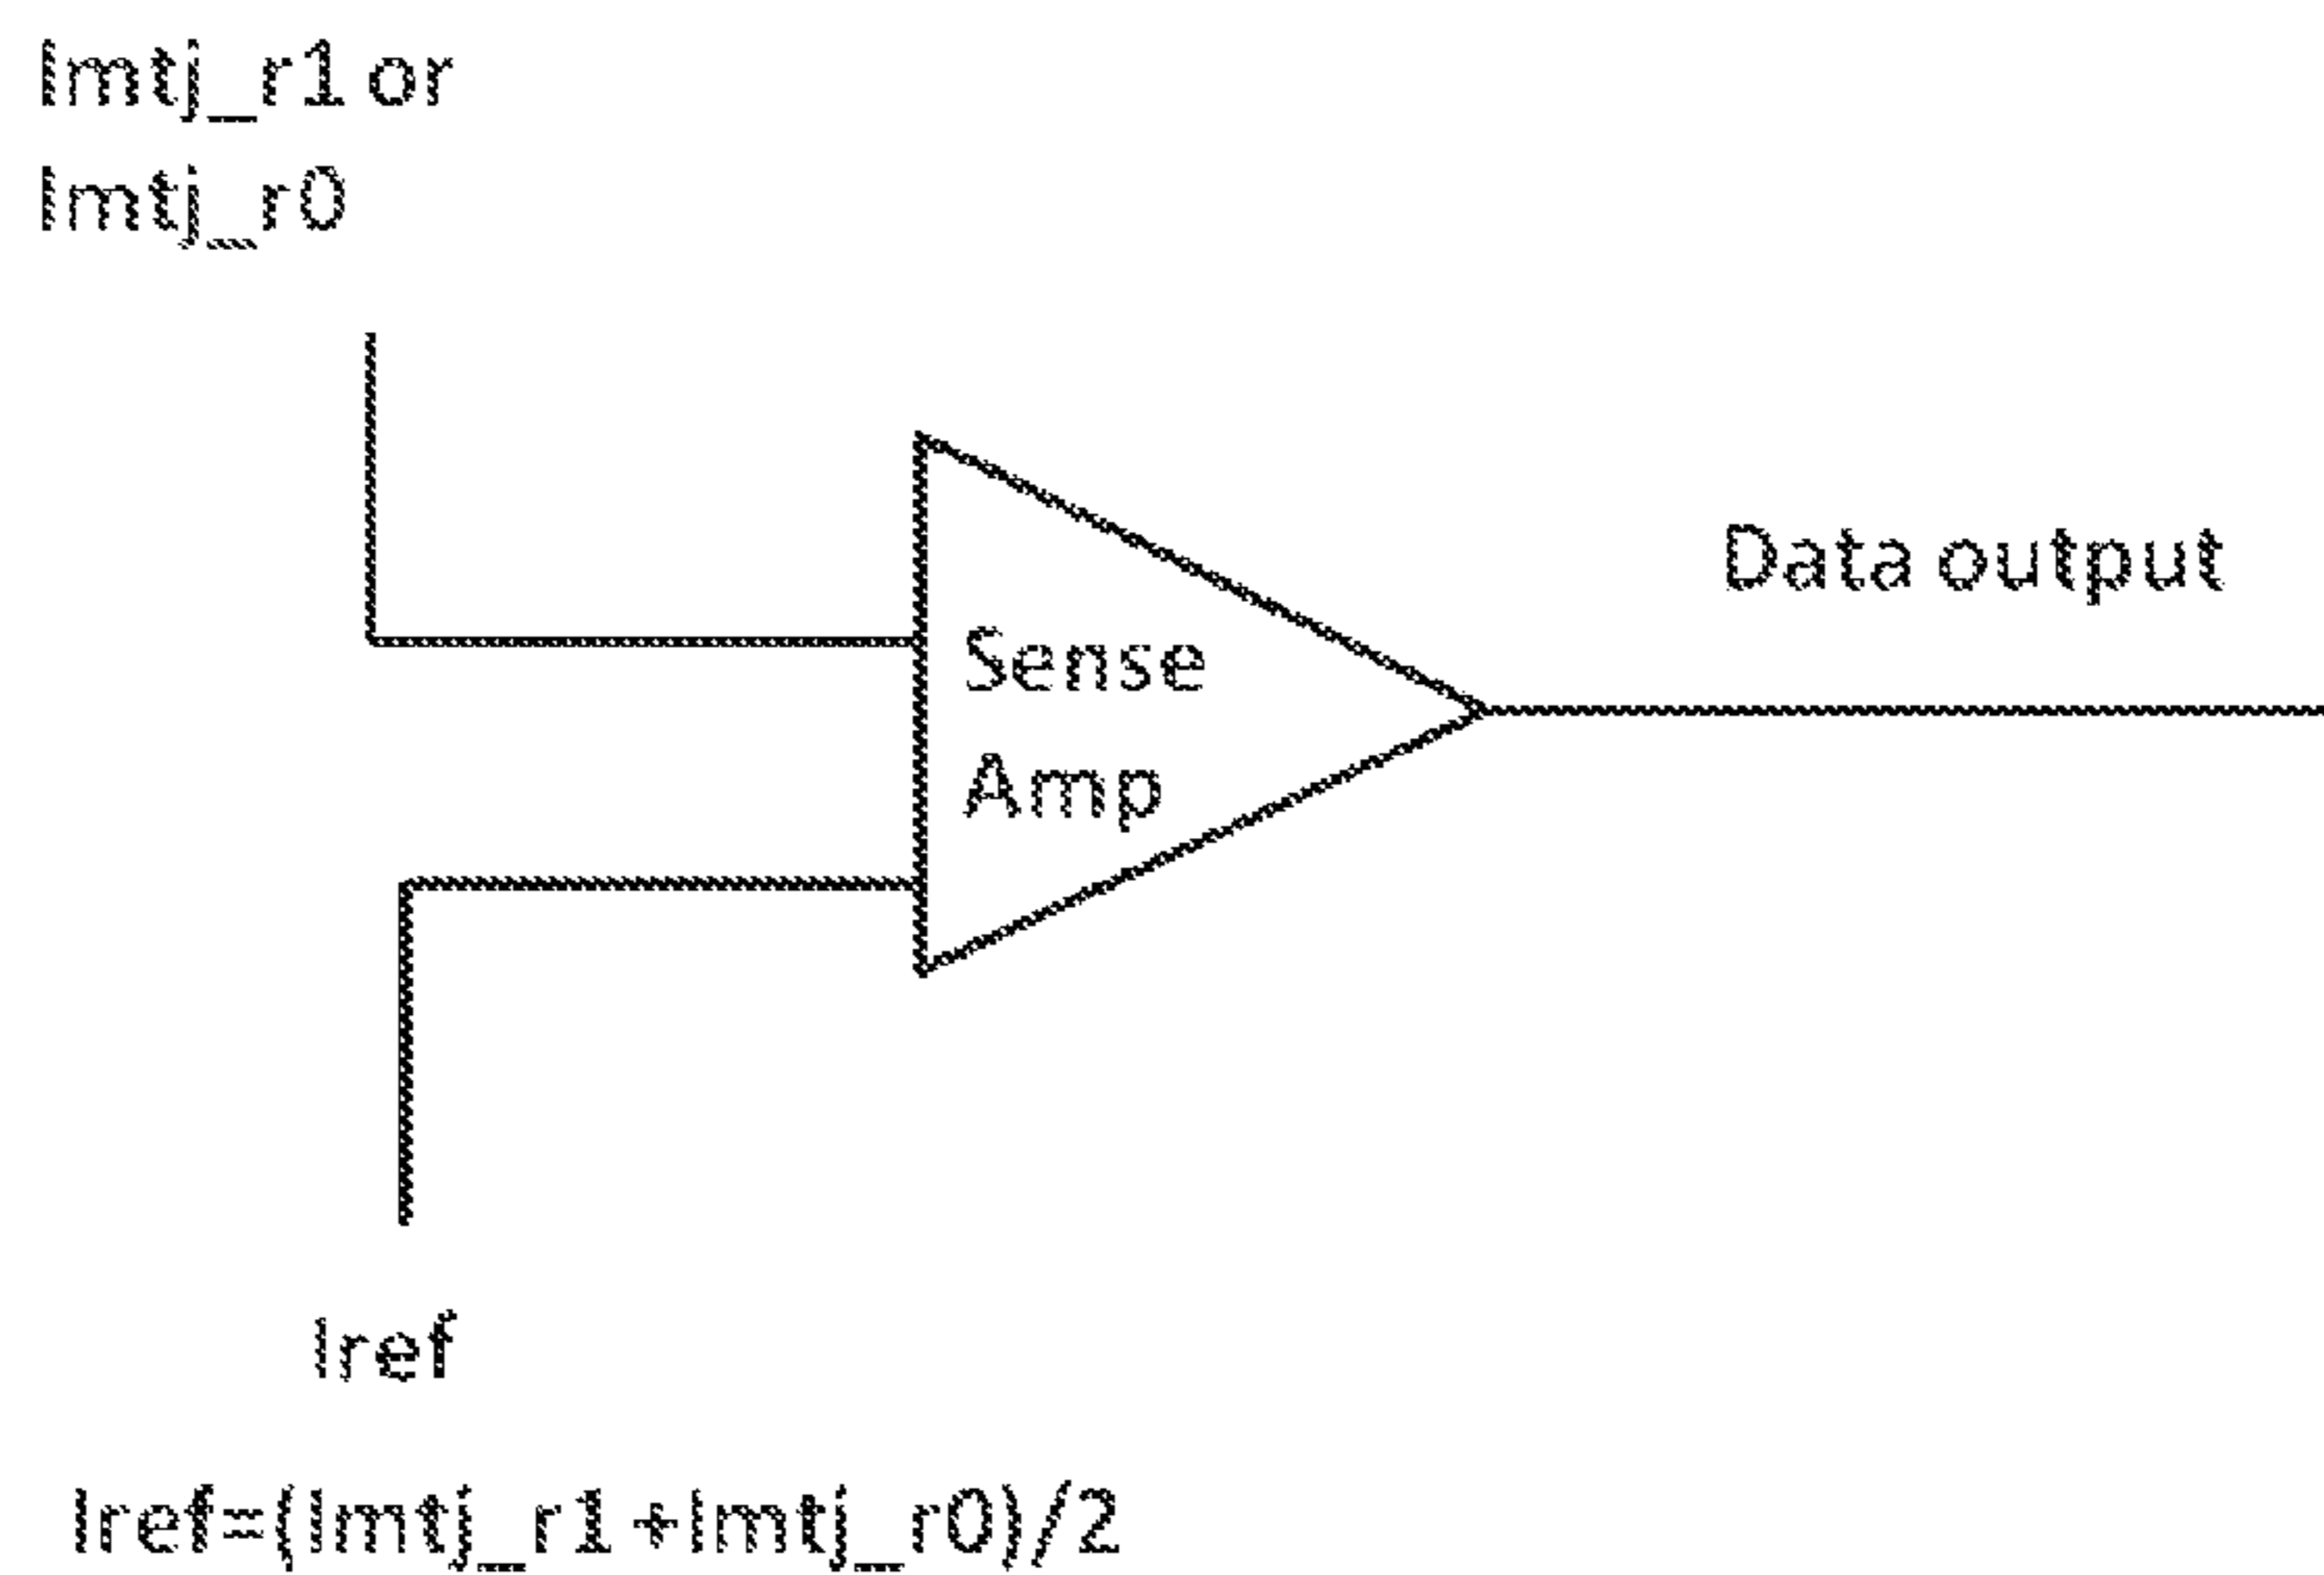 Imtj_r1 or
Imtj_r0
Data output
Sense
Amp
Iref
Iref=(Imtj_r1+Imtj_r0)/2